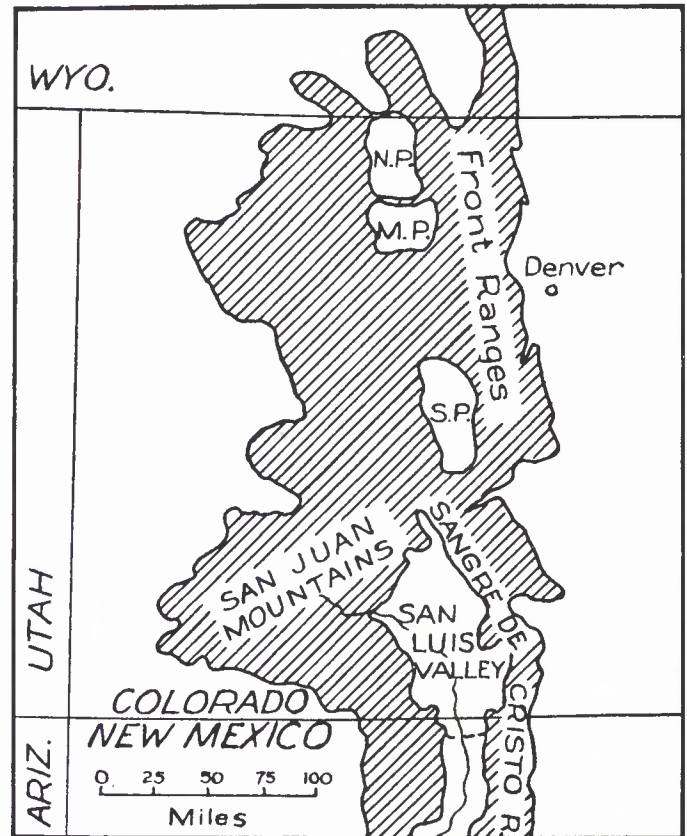 WYO.
N.P.
M.P.
Front Ranges
Denver
S.P.
SAN JUAN
MOUNTAINS
SANGRE DE CRISTO R
SAN
LUIS
VALLEY
UTAH
COLORADO
NEW MEXICO
ARIZ.
0 25 50 75 100
Miles